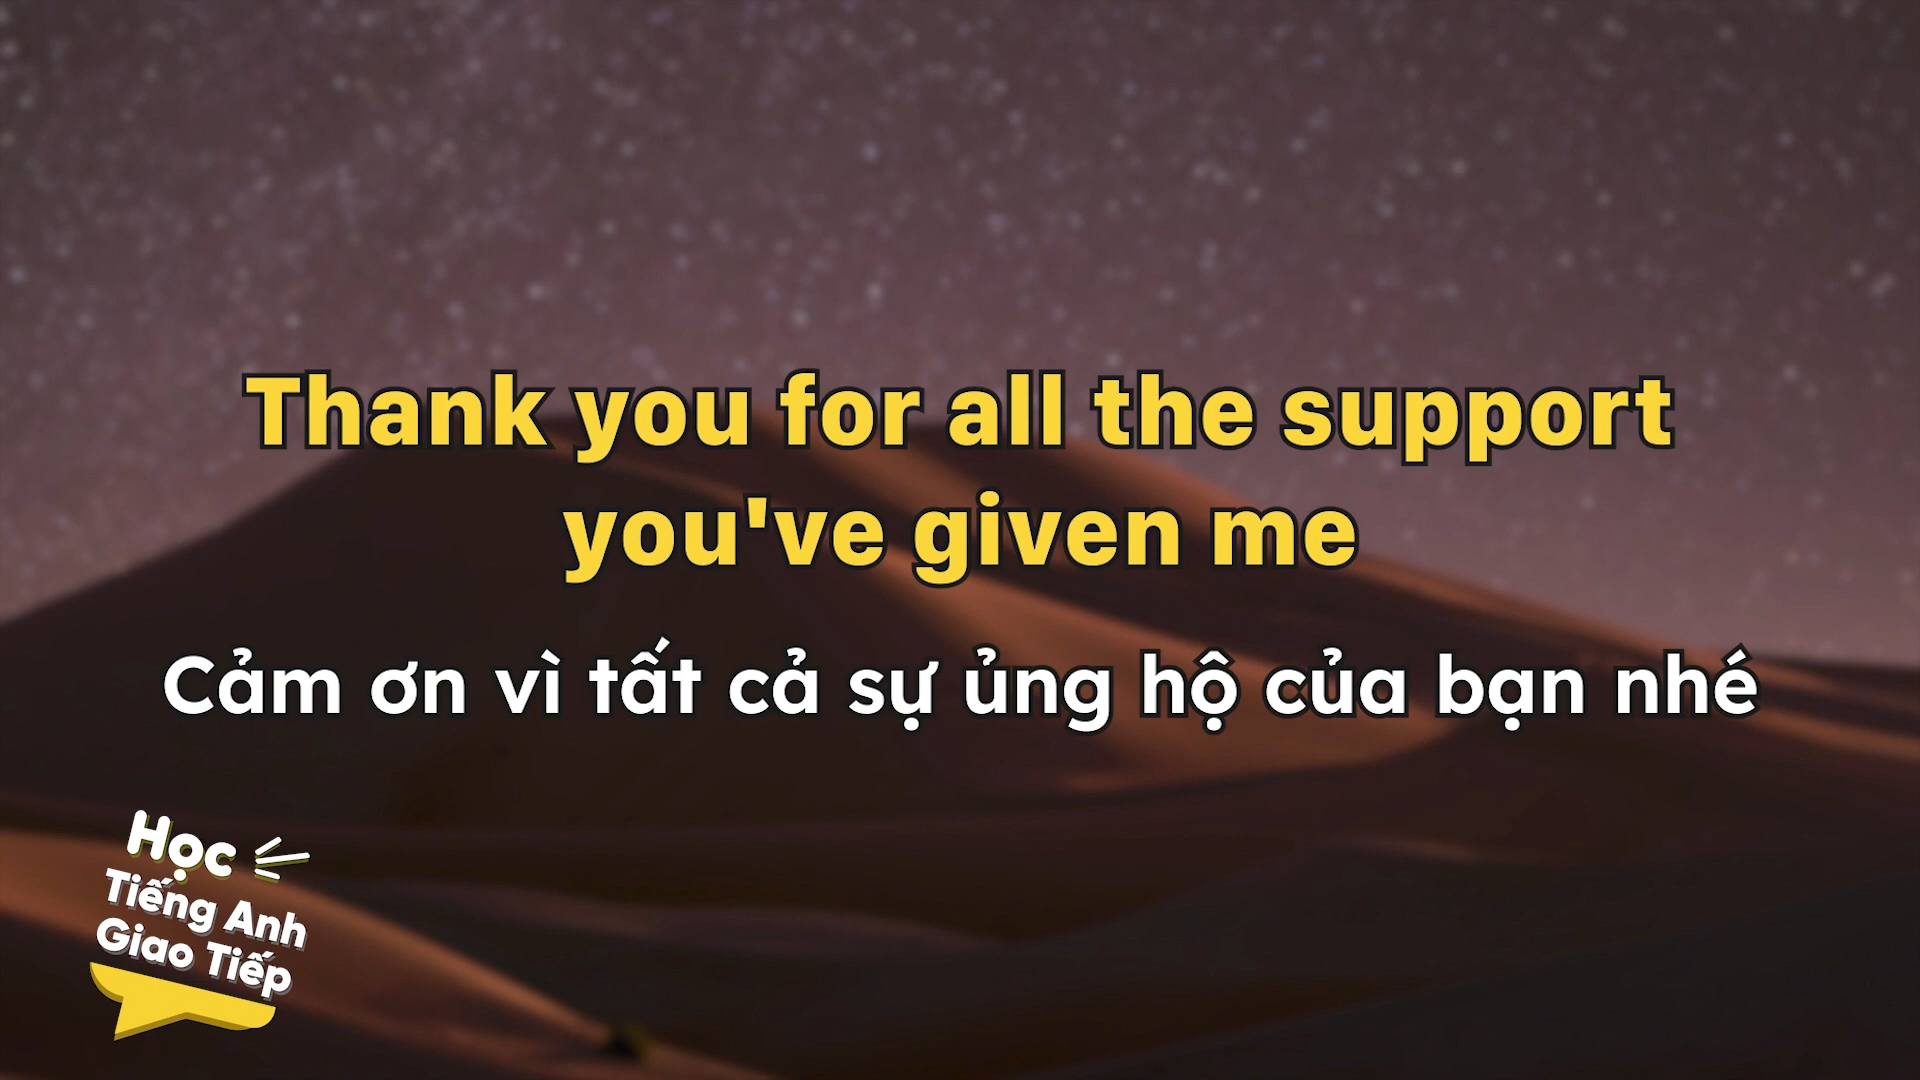 Thank you for all the support
you've given me
Cảm ơn vì tất cả sự ủng hộ của bạn nhé
Học
Tiếng Anh
Giao Tiếp